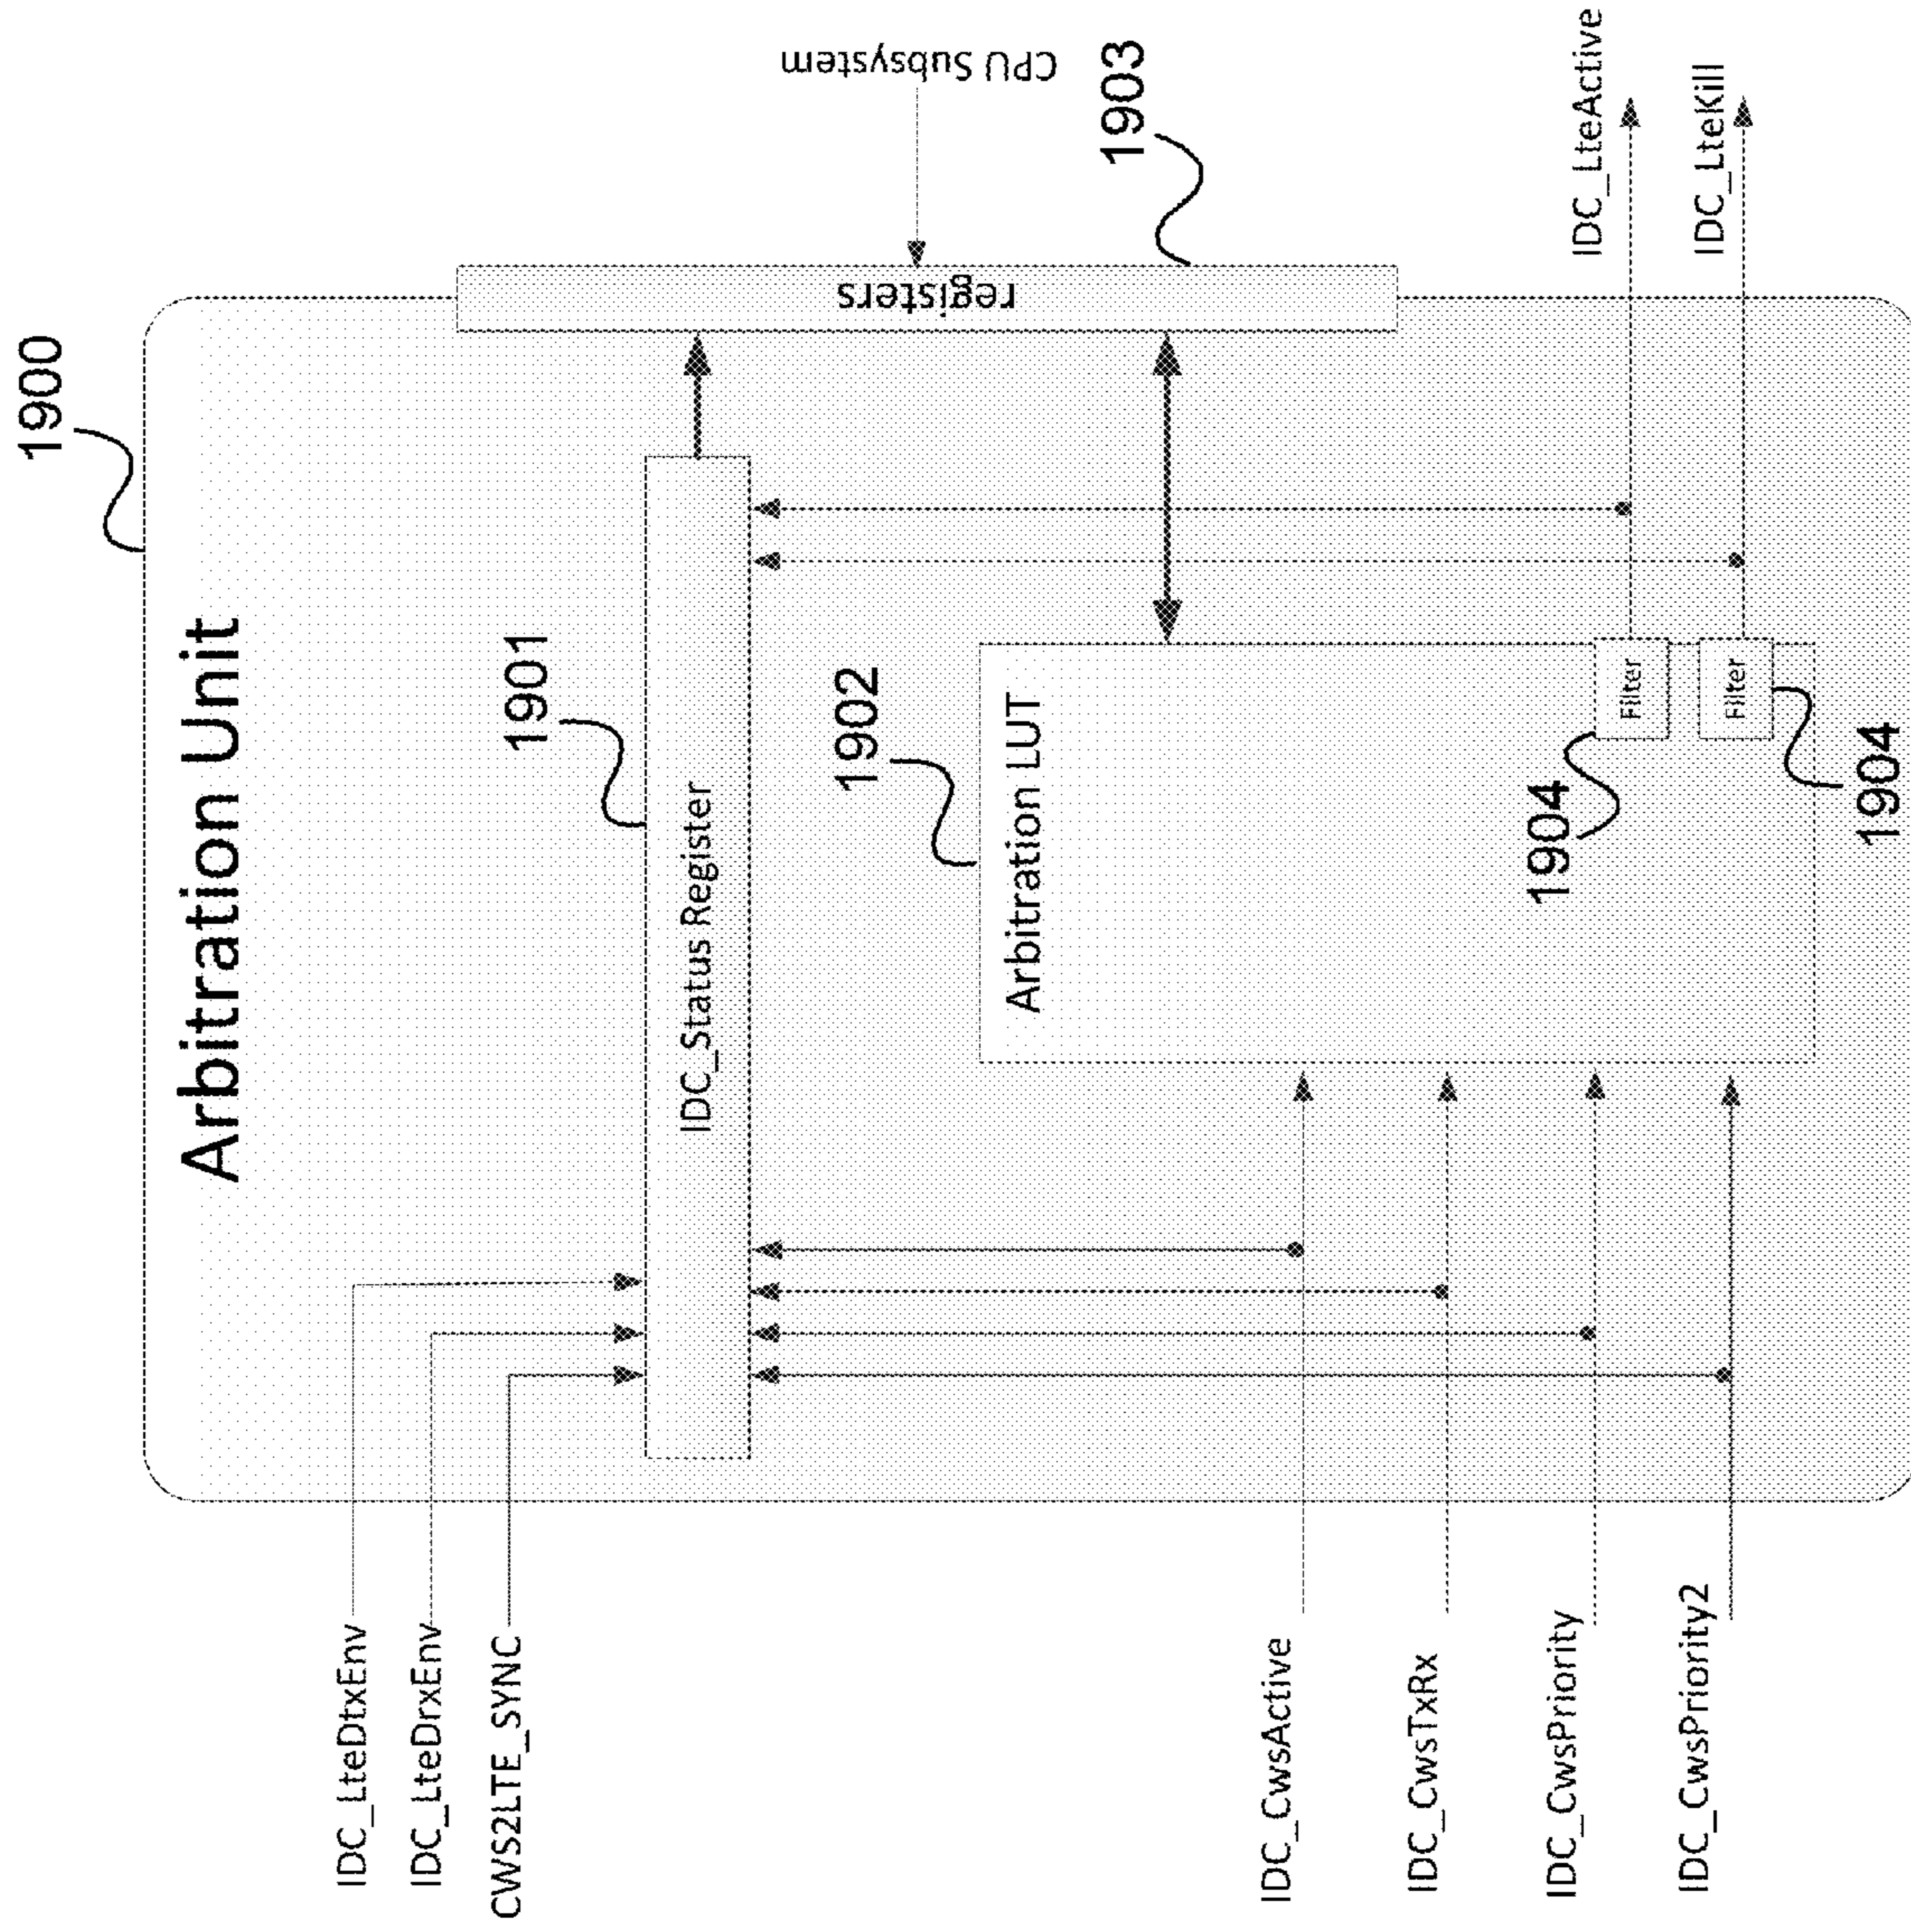 1900
Arbitration Unit
IDC_LteDtxEnv
IDC_LteDrxEnv
CWS2LTE_SYNC
1901
IDC_Status Register
registers
CPU Subsystem
1903
1902
Arbitration LUT
IDC_CwsActive
IDC_CwsTxRx
IDC_CwsPriority
IDC_CwsPriority2
1904
Filter
Filter
1904
IDC_LteActive
IDC_LteKill